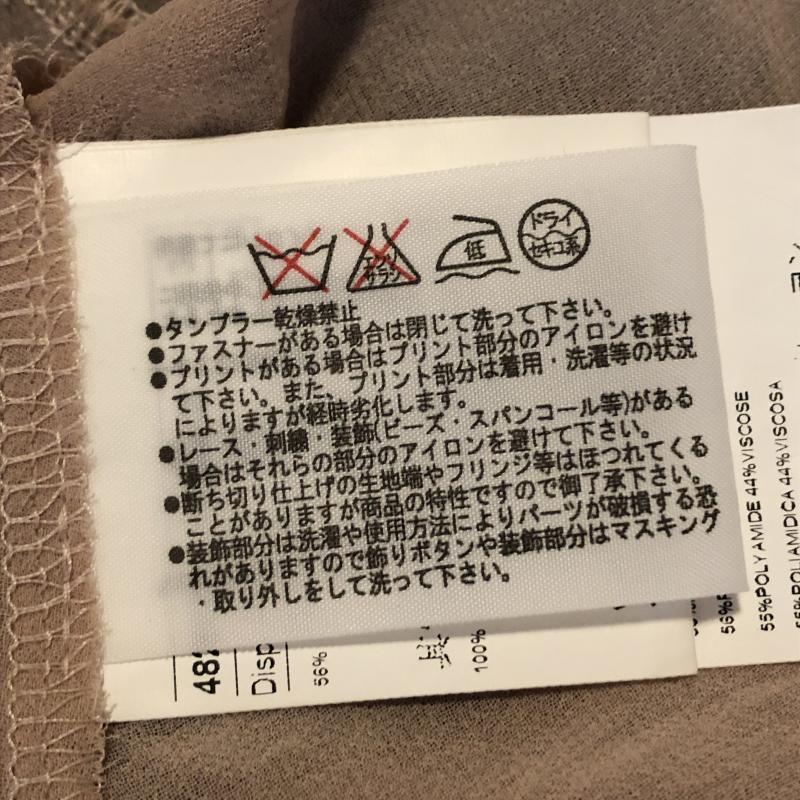 エンソ
サラシ
低
ドライ
セキユ系
●タンブラー乾燥禁止
●ファスナーがある場合は閉じて洗って下さい。
●プリントがある場合はプリント部分のアイロンを避け
て下さい。また、プリント部分は着用・洗濯等の状況
によりますが経時劣化します。
●レース・刺繍・装飾(ビーズ・スパンコール等)がある
場合はそれらの部分のアイロンを避けて下さい。
●断ち切り仕上げの生地端やフリンジ等はほつれてくる
ことがありますが商品の特性ですので御了承下さい。
●装飾部分は洗濯や使用方法によりパーツが破損する恐
れがありますので飾りボタンや装飾部分はマスキング
・取り外しをして洗って下さい。
48
Disp
56%
100%
55%POLYAMIDE 44%VISCOSE
55%POLIAMIDICA 44%VISCOSA